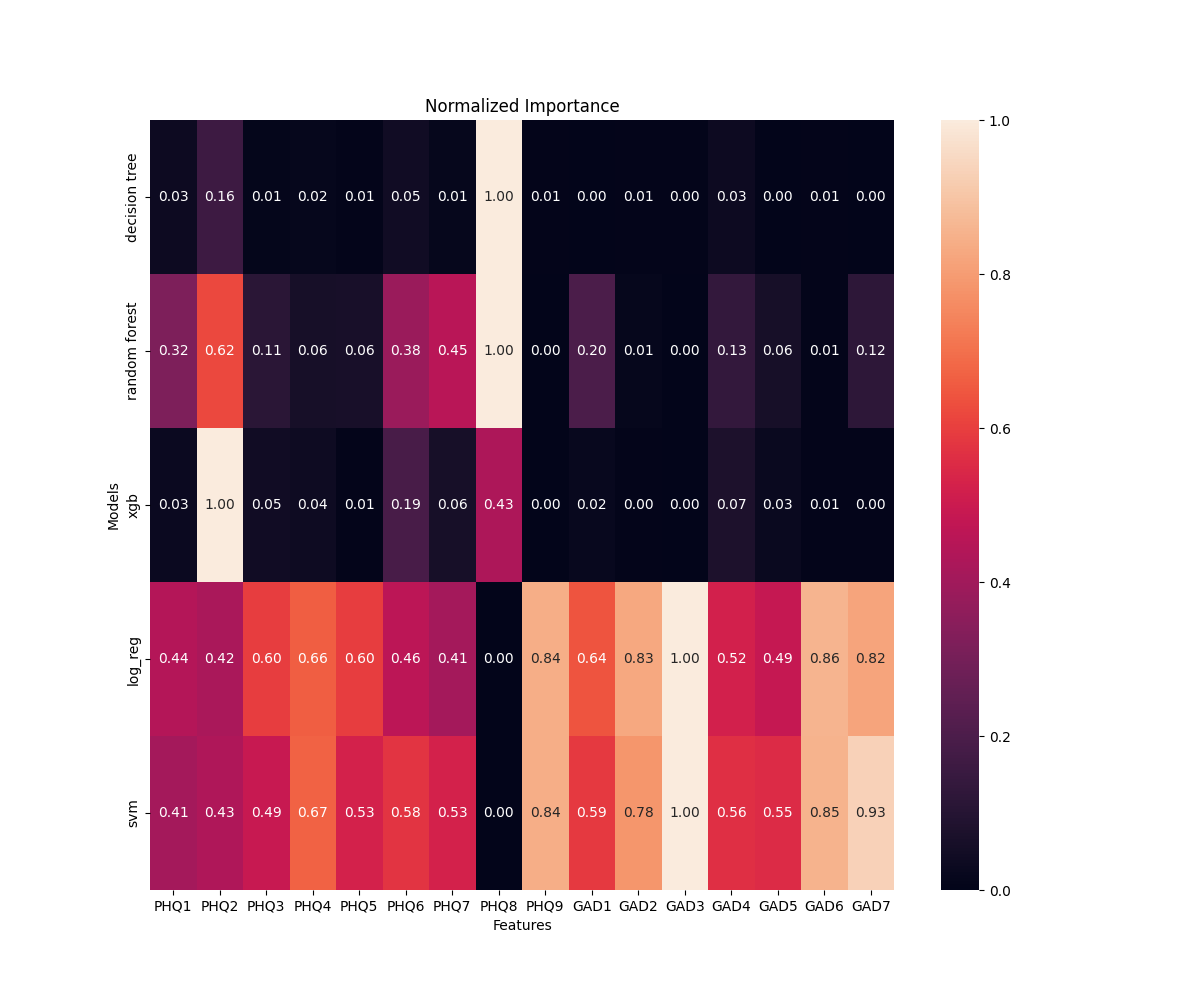 Normalized Importance
decision tree
0.03 0.16 0.01 0.02 0.01 0.05 0.01 1.00 0.01 0.00 0.01 0.00 0.03 0.00 0.01 0.00
random forest
0.32 0.62 0.11 0.06 0.06 0.38 0.45 1.00 0.00 0.20 0.01 0.00 0.13 0.06 0.01 0.12
Models
xgb
0.03 1.00 0.05 0.04 0.01 0.19 0.06 0.43 0.00 0.02 0.00 0.00 0.07 0.03 0.01 0.00
log_reg
0.44 0.42 0.60 0.66 0.60 0.46 0.41 0.00 0.84 0.64 0.83 1.00 0.52 0.49 0.86 0.82
svm
0.41 0.43 0.49 0.67 0.53 0.58 0.53 0.00 0.84 0.59 0.78 1.00 0.56 0.55 0.85 0.93
PHQ1 PHQ2 PHQ3 PHQ4 PHQ5 PHQ6 PHQ7 PHQ8 PHQ9 GAD1 GAD2 GAD3 GAD4 GAD5 GAD6 GAD7
Features
1.0
0.8
0.6
0.4
0.2
0.0